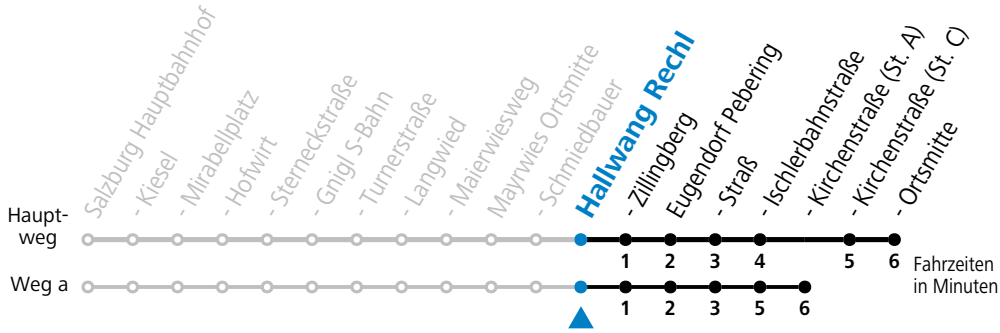 Salzburg Hauptbahnhof
- Kiesel
- Mirabellplatz
- Hofwirt
- Sterneckstraße
- Gnigl S-Bahn
- Turnerstraße
- Langwied
- Maierwiesweg
Mayrwies Ortsmitte
- Schmiedbauer
Hallwang Rechl
- Zillingberg
Eugendorf Pebering
- Straß
- Ischlerbahnstraße
- Kirchenstraße (St. A)
- Kirchenstraße (St. C)
- Ortsmitte
Haupt-
weg
1 2 3 4 5 6
Fahrzeiten
in Minuten
Weg a
1 2 3 5 6